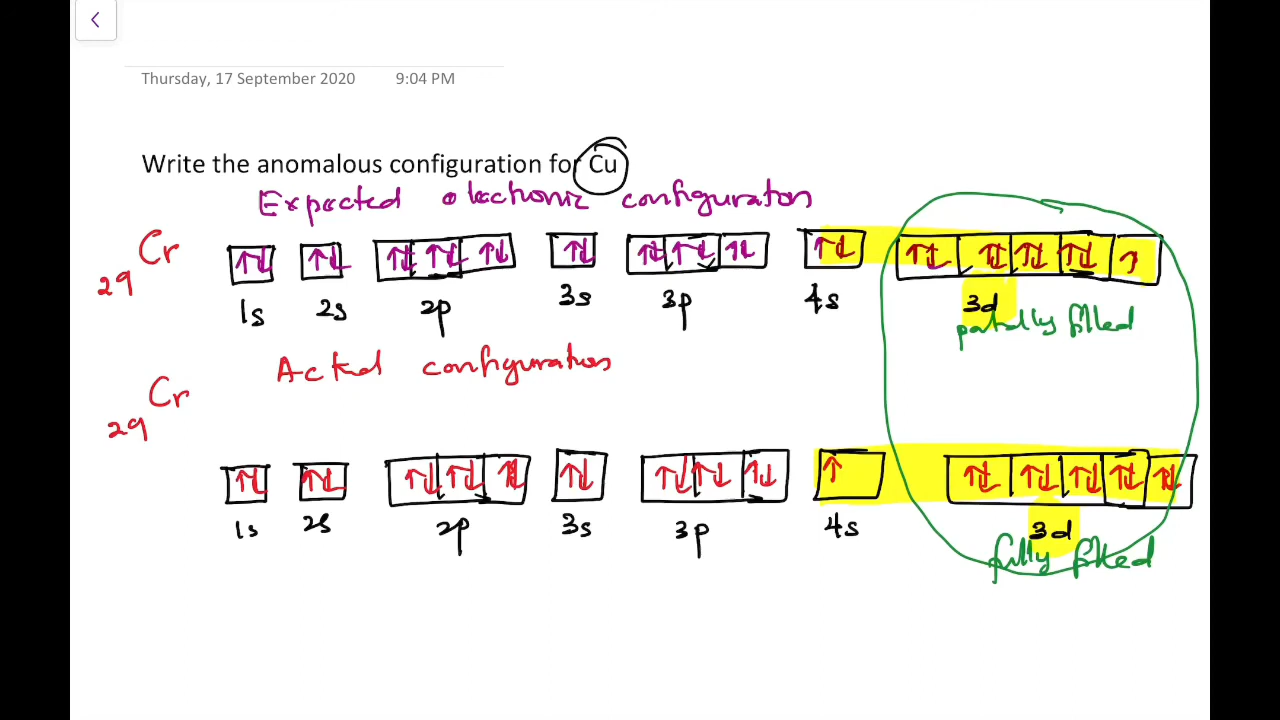 Thursday, 17 September 2020 9:04 PM
Write the anomalous configuration for Cu
Expected electronic configuration
29 Cr
1s 2s 2p 3s 3p 4s 3d
partially filled
Actual configuration
29 Cr
1s 2s 2p 3s 3p 4s 3d
fully filled